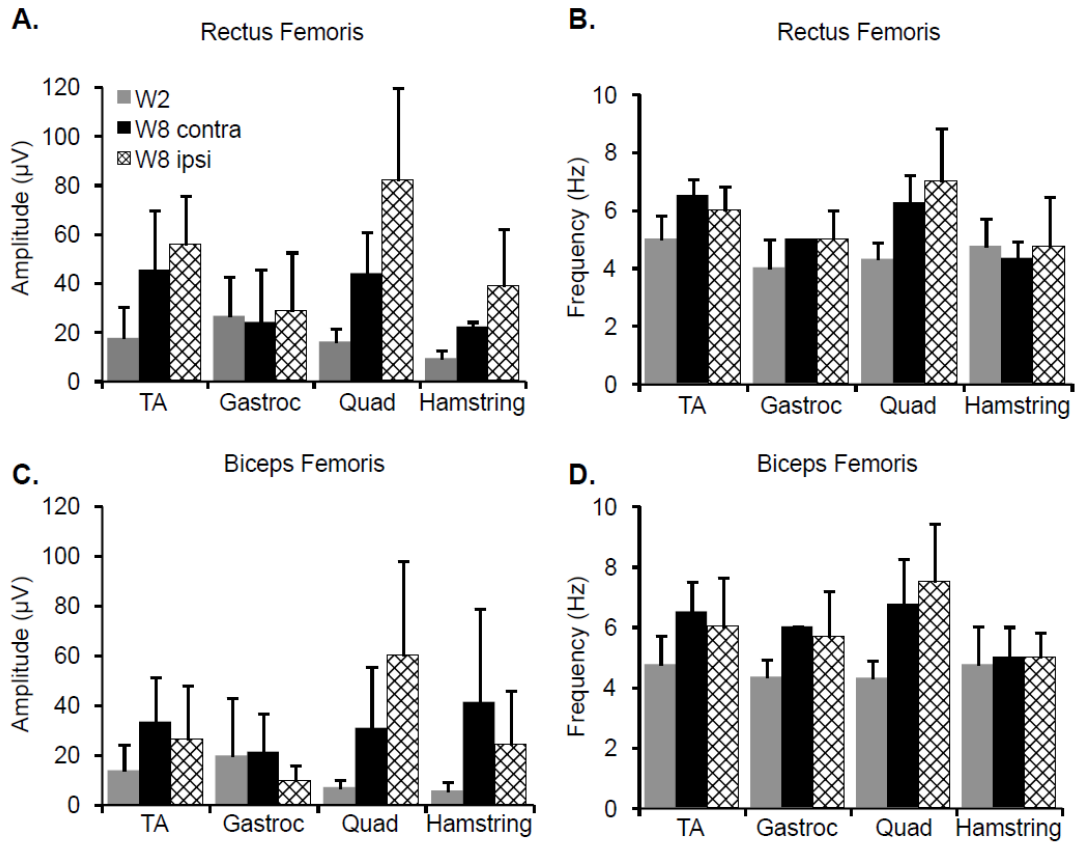 A.
Rectus Femoris
Amplitude (µV)
120
100
80
60
40
20
0
W2
W8 contra
W8 ipsi
TA Gastroc Quad Hamstring
B.
Rectus Femoris
Frequency (Hz)
10
8
6
4
2
0
TA Gastroc Quad Hamstring
C.
Biceps Femoris
Amplitude (µV)
120
100
80
60
40
20
0
TA Gastroc Quad Hamstring
D.
Biceps Femoris
Frequency (Hz)
10
8
6
4
2
0
TA Gastroc Quad Hamstring